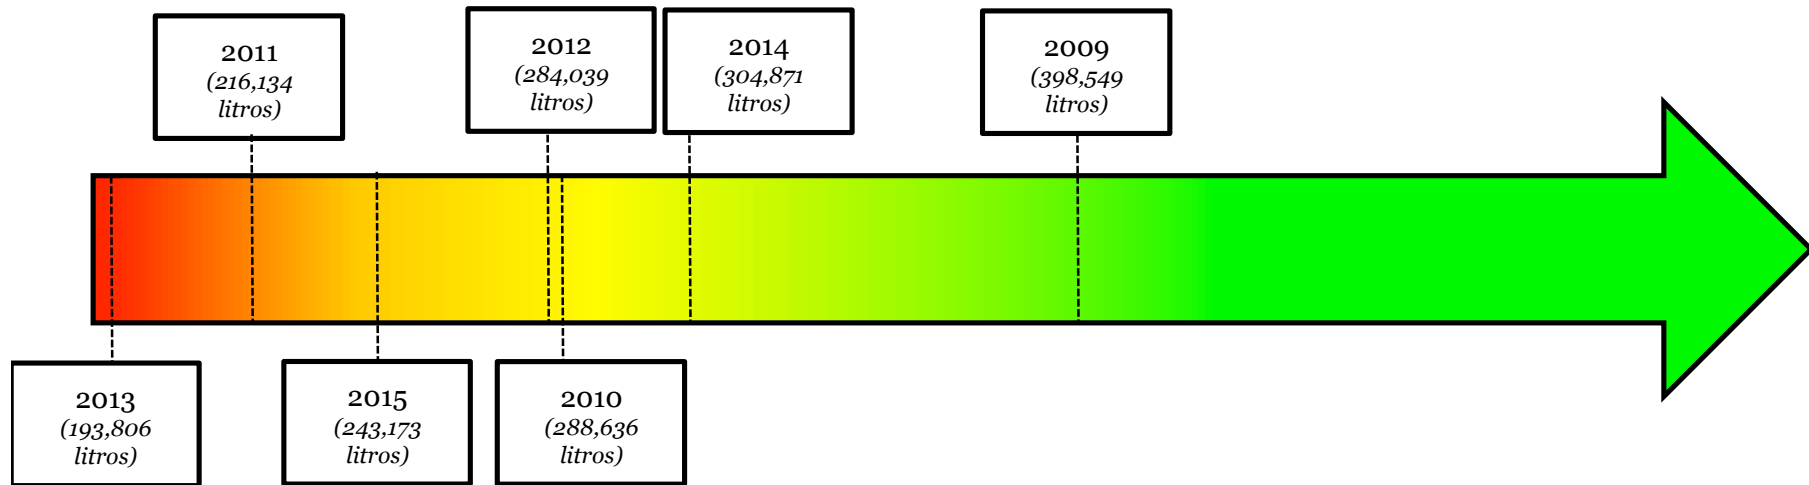 2011
(216,134
litros)
2012
(284,039
litros)
2014
(304,871
litros)
2009
(398,549
litros)
2013
(193,806
litros)
2015
(243,173
litros)
2010
(288,636
litros)